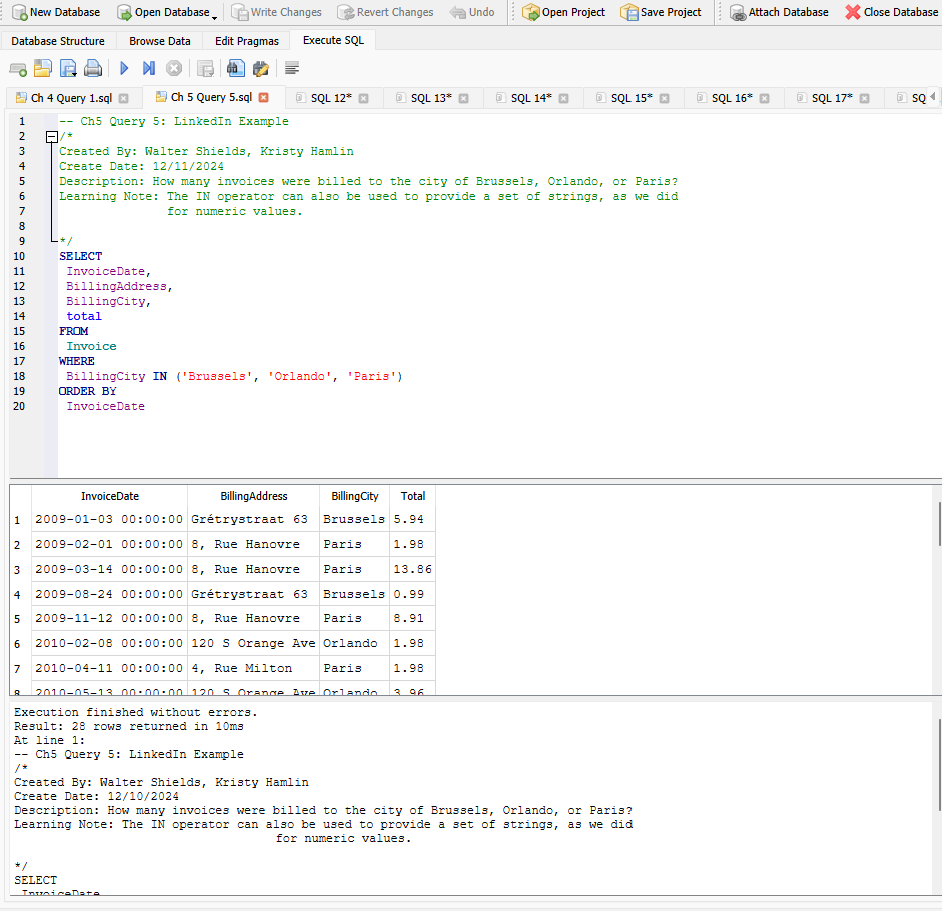 New Database Open Database Write Changes Revert Changes Undo Open Project Save Project Attach Database Close Database
Database Structure Browse Data Edit Pragmas Execute SQL
Ch 4 Query 1.sql Ch 5 Query 5.sql SQL 12* SQL 13* SQL 14* SQL 15* SQL 16* SQL 17* SQ
1 -- Ch5 Query 5: LinkedIn Example
2 /*
3 Created By: Walter Shields, Kristy Hamlin
4 Create Date: 12/11/2024
5 Description: How many invoices were billed to the city of Brussels, Orlando, or Paris?
6 Learning Note: The IN operator can also be used to provide a set of strings, as we did
7 for numeric values.
8
9 */
10 SELECT
11 InvoiceDate,
12 BillingAddress,
13 BillingCity,
14 total
15 FROM
16 Invoice
17 WHERE
18 BillingCity IN ('Brussels', 'Orlando', 'Paris')
19 ORDER BY
20 InvoiceDate
InvoiceDate BillingAddress BillingCity Total
1 2009-01-03 00:00:00 Grétrystraat 63 Brussels 5.94
2 2009-02-01 00:00:00 8, Rue Hanovre Paris 1.98
3 2009-03-14 00:00:00 8, Rue Hanovre Paris 13.86
4 2009-08-24 00:00:00 Grétrystraat 63 Brussels 0.99
5 2009-11-12 00:00:00 8, Rue Hanovre Paris 8.91
6 2010-02-08 00:00:00 120 S Orange Ave Orlando 1.98
7 2010-04-11 00:00:00 4, Rue Milton Paris 1.98
8 2010-05-13 00:00:00 120 S Orange Ave Orlando 3.96
Execution finished without errors.
Result: 28 rows returned in 10ms
At line 1:
-- Ch5 Query 5: LinkedIn Example
/*
Created By: Walter Shields, Kristy Hamlin
Create Date: 12/10/2024
Description: How many invoices were billed to the city of Brussels, Orlando, or Paris?
Learning Note: The IN operator can also be used to provide a set of strings, as we did
for numeric values.
*/
SELECT
InvoiceDate